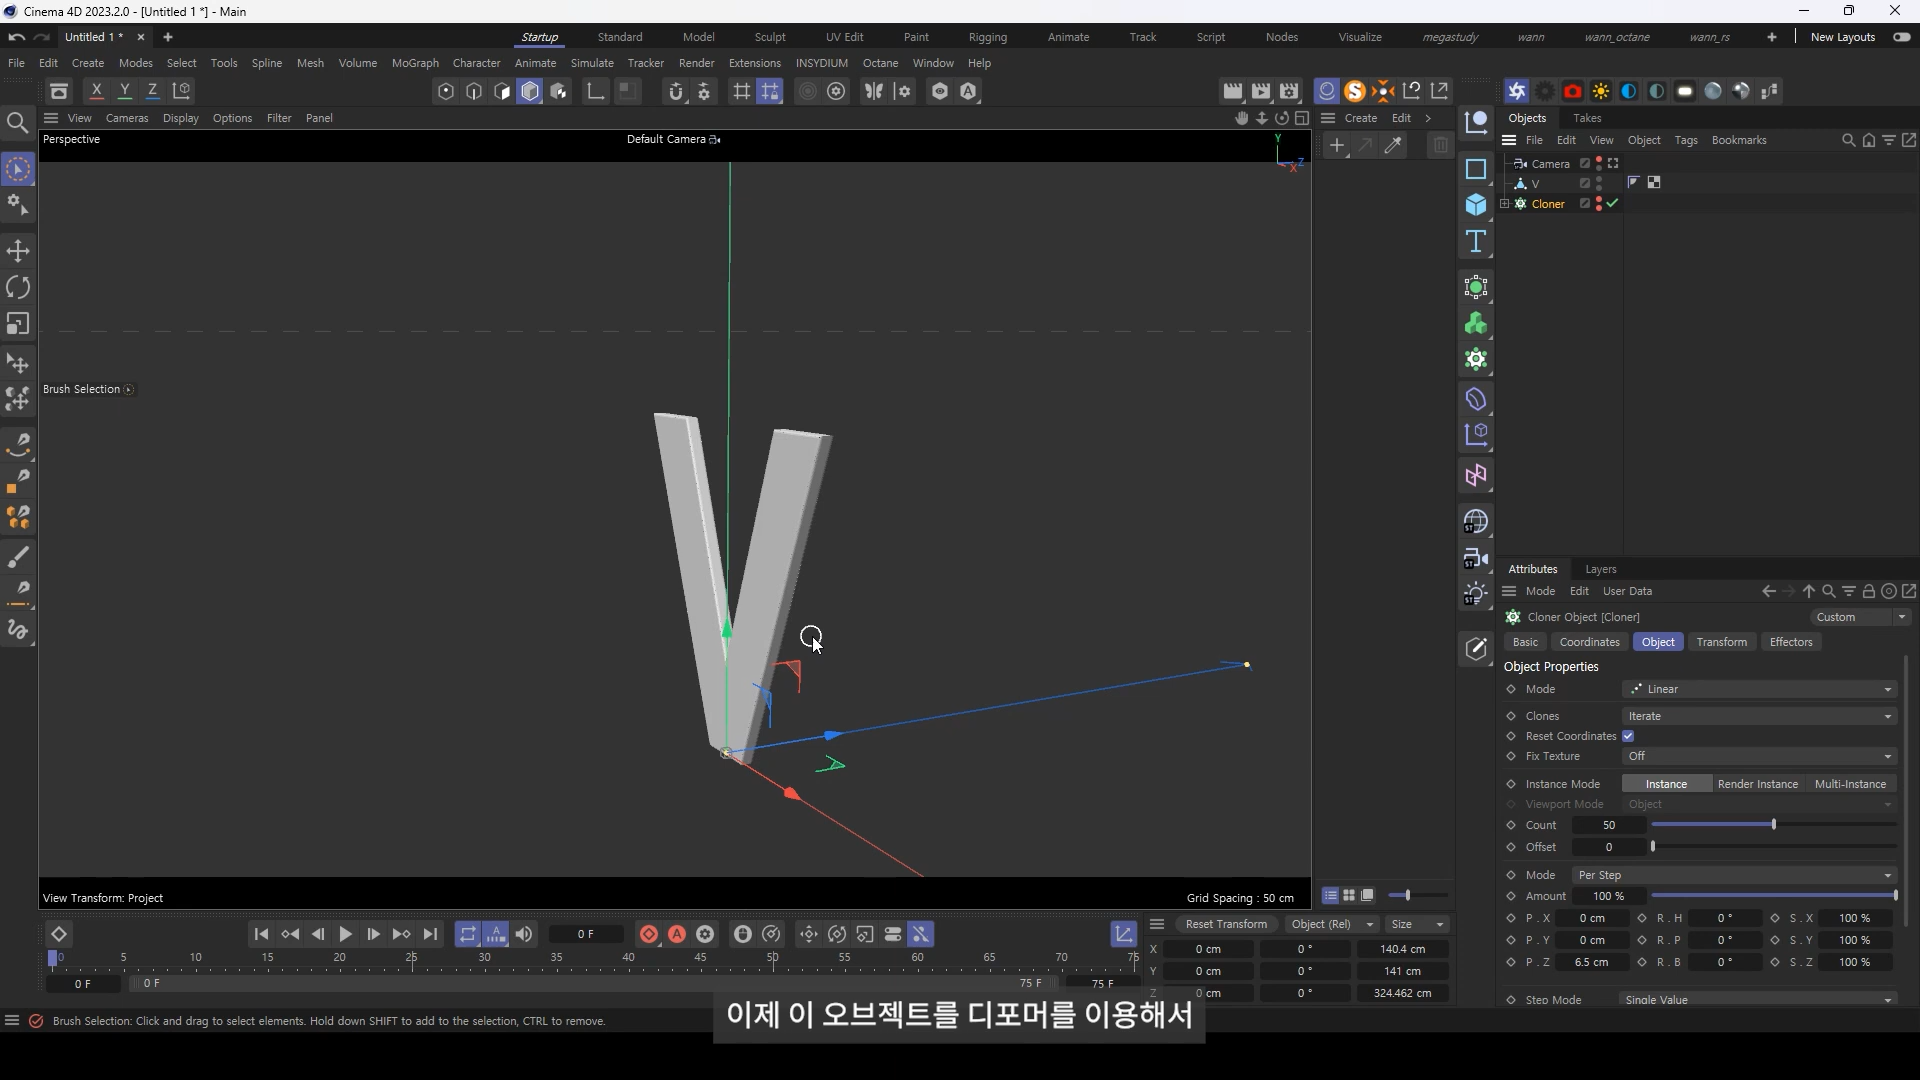 Cinema 4D 2023.2.0 - [Untitled 1 *] - Main
Untitled 1 *
Startup Standard Model Sculpt UV Edit Paint Rigging Animate Track Script Nodes Visualize megastudy wann wann_octane wann_rs New Layouts
File Edit Create Modes Select Tools Spline Mesh Volume MoGraph Character Animate Simulate Tracker Render Extensions INSYDIUM Octane Window Help
X Y Z
View Cameras Display Options Filter Panel
Create Edit
Objects Takes
Perspective
Default Camera
Y
Z
X
File Edit View Object Tags Bookmarks
Camera
V
Cloner
Brush Selection
Attributes Layers
Mode Edit User Data
Cloner Object [Cloner]
Custom
Basic Coordinates Object Transform Effectors
Object Properties
Mode Linear
Clones Iterate
Reset Coordinates
Fix Texture Off
Instance Mode Instance Render Instance Multi-Instance
Viewport Mode Object
Count 50
Offset 0
Mode Per Step
Amount 100 %
P . X 0 cm R . H 0° S . X 100 %
P . Y 0 cm R . P 0° S . Y 100 %
P . Z 6.5 cm R . B 0° S . Z 100 %
Step Mode Single Value
View Transform: Project
Grid Spacing : 50 cm
0 F
Reset Transform Object (Rel) Size
X 0 cm 0° 140.4 cm
Y 0 cm 0° 141 cm
Z 0 cm 0° 324.462 cm
0 5 10 15 20 25 30 35 40 45 50 55 60 65 70 75
0 F 0 F 75 F 75 F
Brush Selection: Click and drag to select elements. Hold down SHIFT to add to the selection, CTRL to remove.
이제 이 오브젝트를 디포머를 이용해서